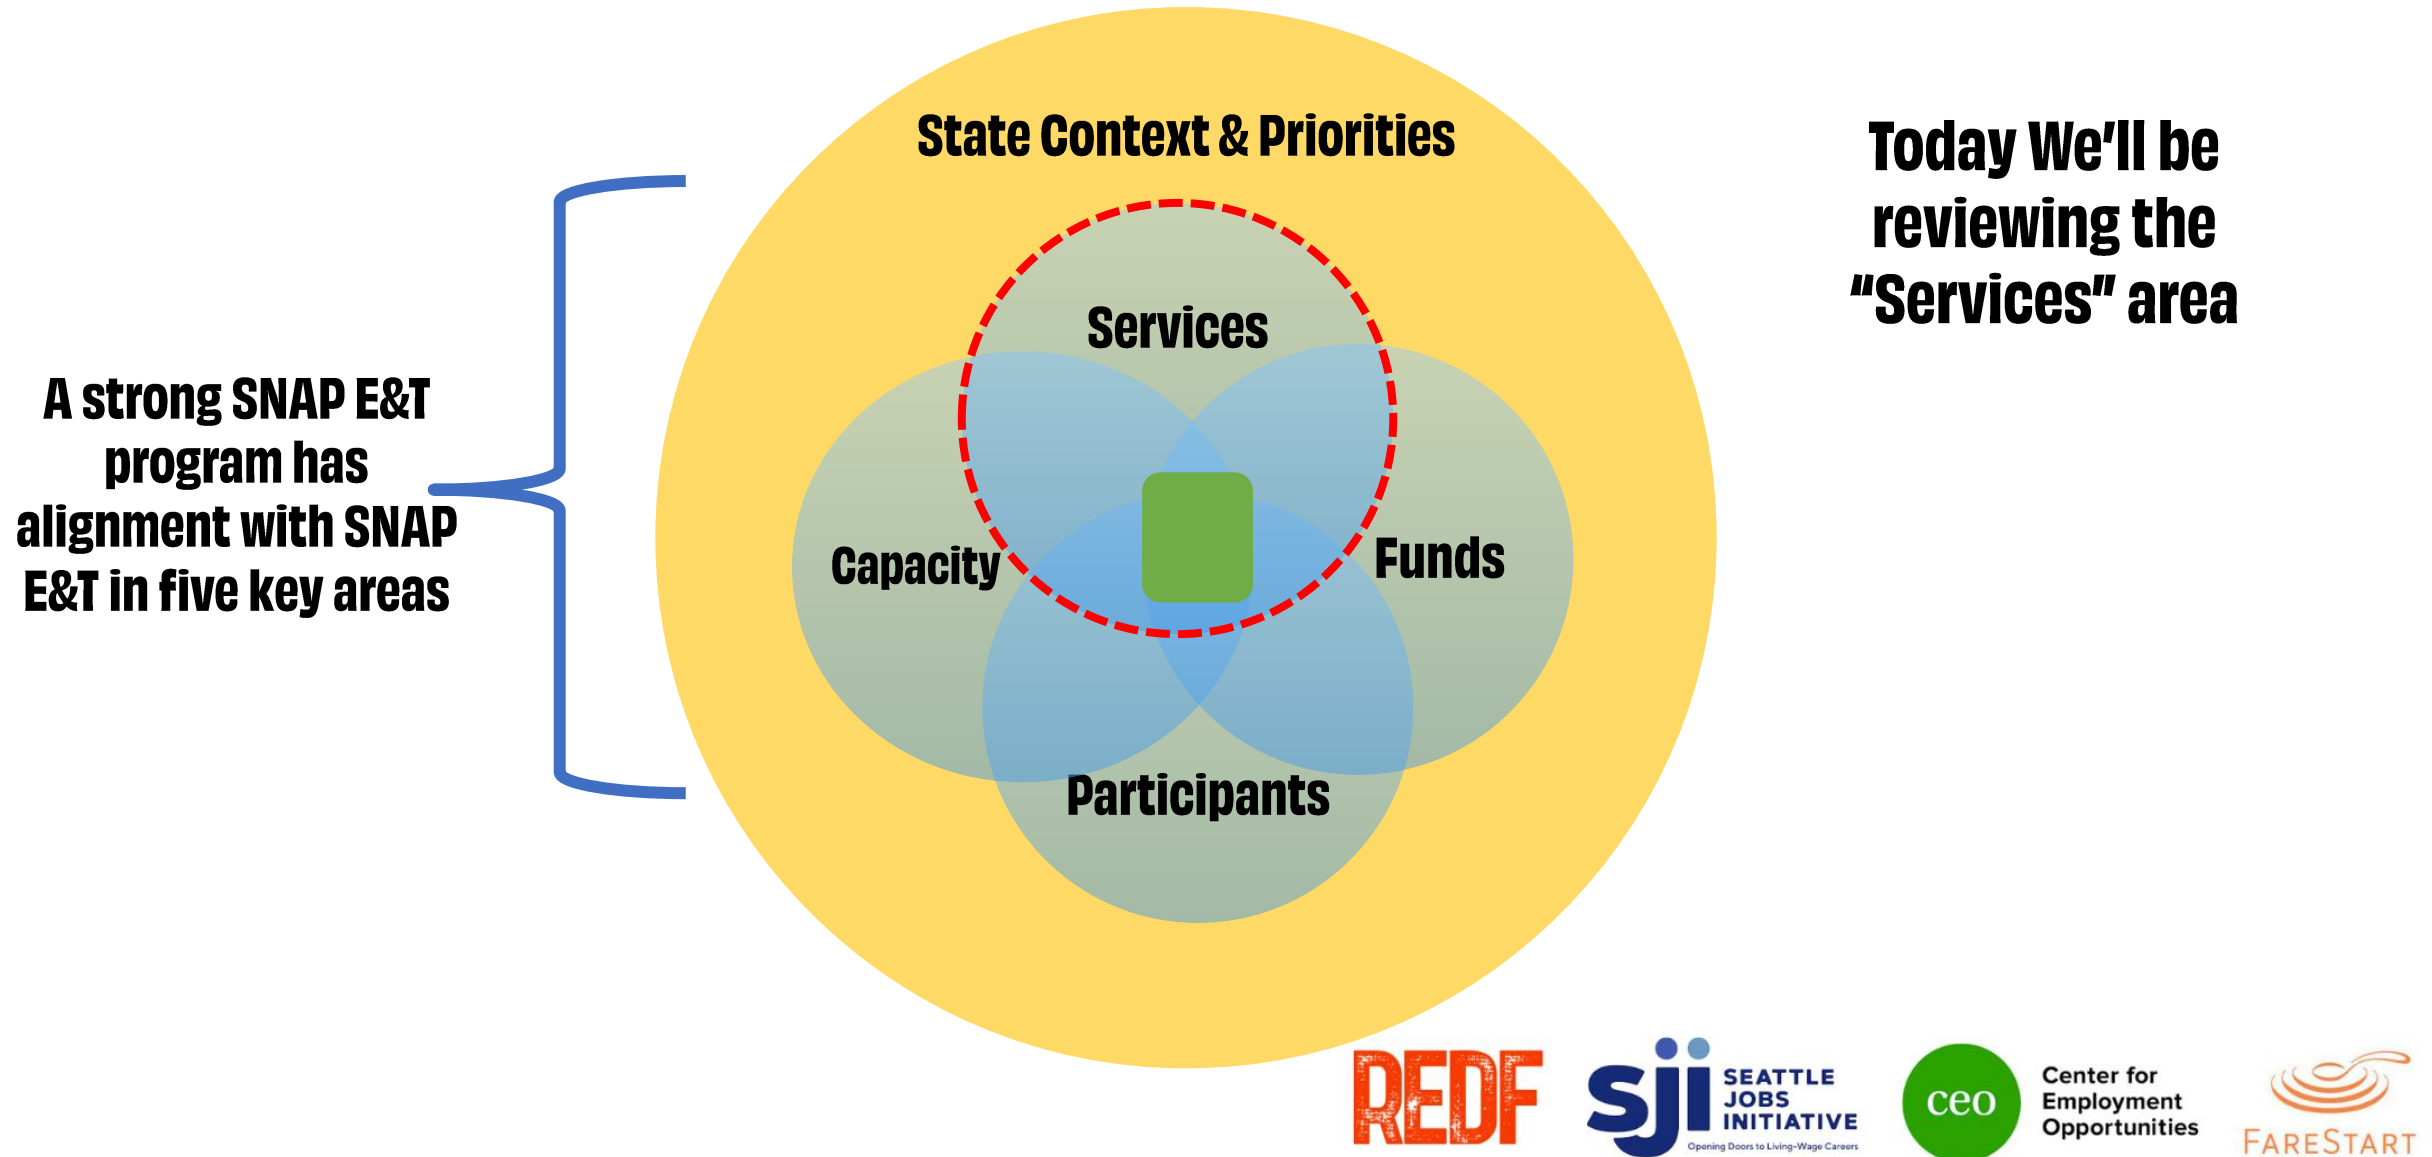 State Context & Priorities
Today We'll be
reviewing the
“Services” area
Services
A strong SNAP E&T
program has
alignment with SNAP
E&T in five key areas
Capacity
Funds
Participants
REDF
sji
SEATTLE
JOBS
INITIATIVE
Opening Doors to Living-Wage Careers
ceo
Center for
Employment
Opportunities
FARESTART